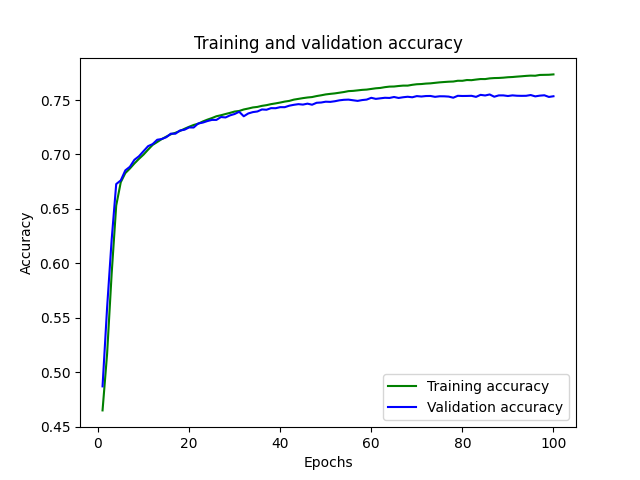 Training and validation accuracy
Accuracy
0.75
0.70
0.65
0.60
0.55
0.50
0.45
Training accuracy
Validation accuracy
0
20
40
60
80
100
Epochs